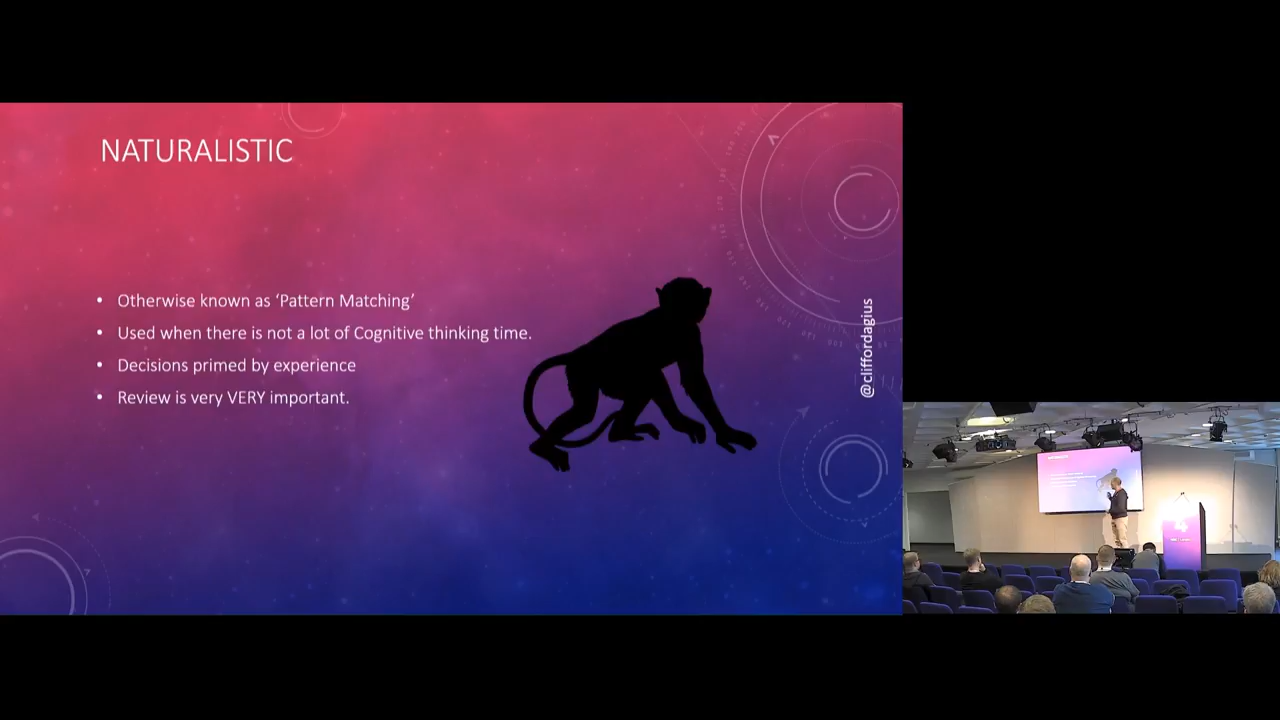 NATURALISTIC
• Otherwise known as ‘Pattern Matching’
• Used when there is not a lot of Cognitive thinking time.
• Decisions primed by experience
• Review is very VERY important.
@cliffordagius
NATURALISTIC